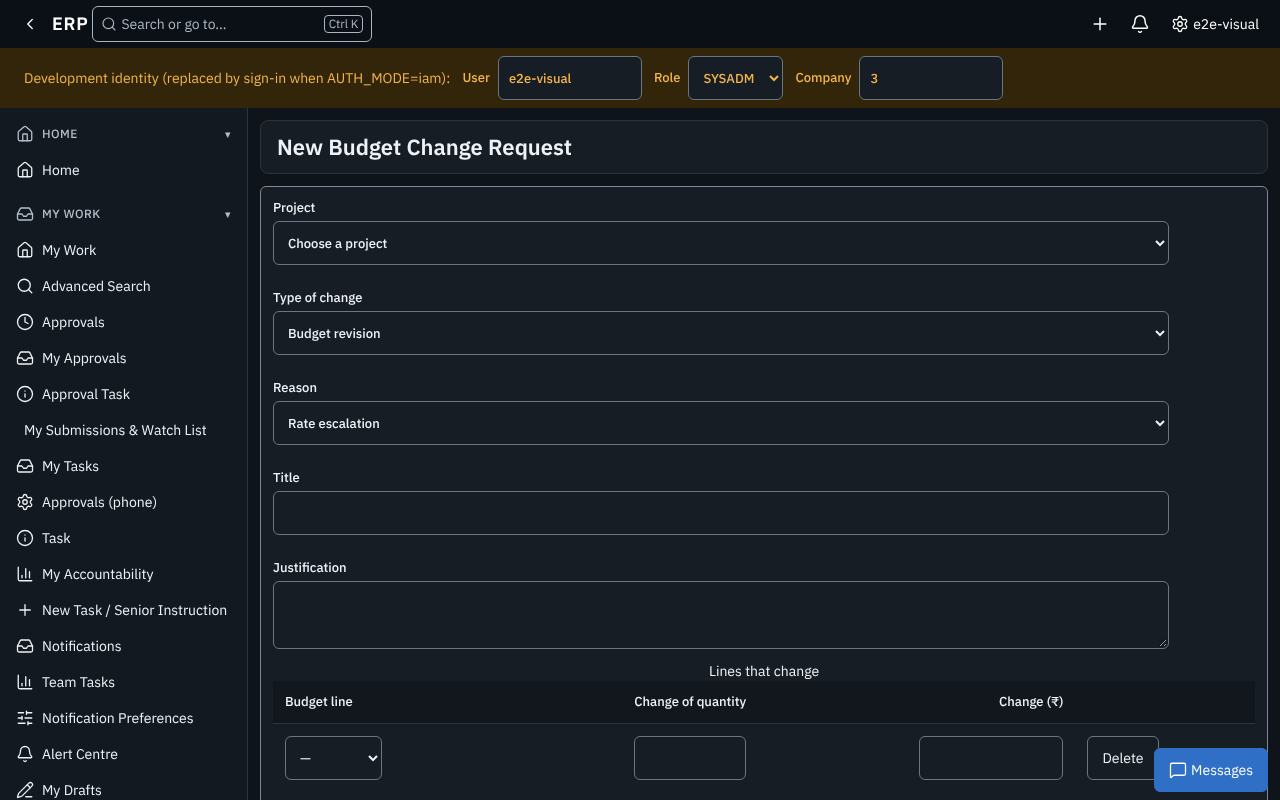 ERP
Search or go to...
Ctrl K
e2e-visual
Development identity (replaced by sign-in when AUTH_MODE=iam):
User
e2e-visual
Role
SYSADM
Company
3
HOME
Home
MY WORK
My Work
Advanced Search
Approvals
My Approvals
Approval Task
My Submissions & Watch List
My Tasks
Approvals (phone)
Task
My Accountability
New Task / Senior Instruction
Notifications
Team Tasks
Notification Preferences
Alert Centre
My Drafts
New Budget Change Request
Project
Choose a project
Type of change
Budget revision
Reason
Rate escalation
Title
Justification
Lines that change
Budget line Change of quantity Change (₹)
—
Delete
Messages